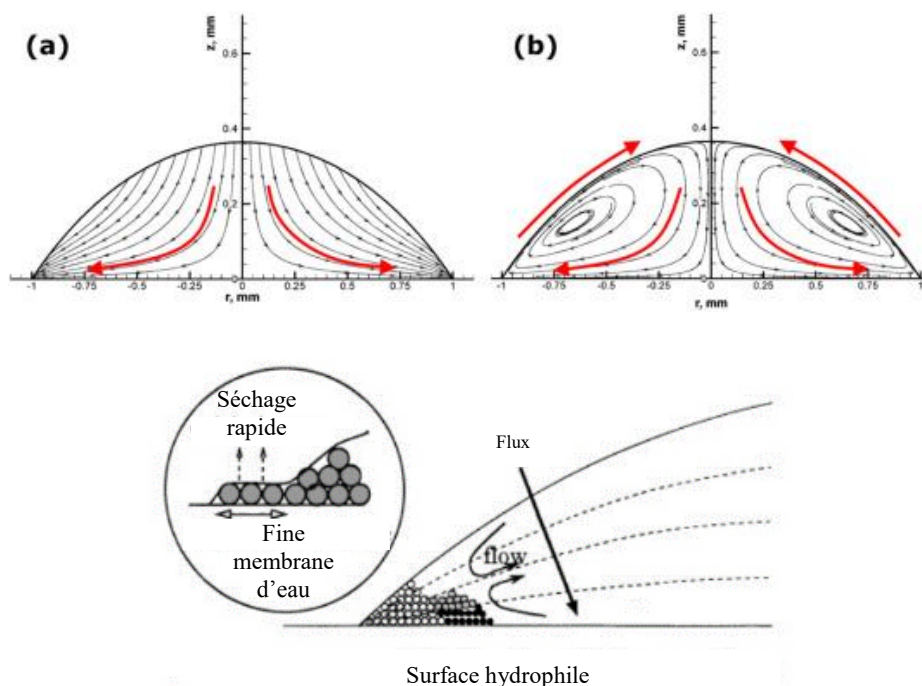 (a)
z, mm
0.6
0.4
0.2
0
-1 -0.75 -0.5 -0.25 0 0.25 0.5 0.75 1
r, mm
(b)
z, mm
0.6
0.4
0.2
0
-1 -0.75 -0.5 -0.25 0 0.25 0.5 0.75 1
r, mm
Séchage
rapide
Fine
membrane
d'eau
Flux
flow
Surface hydrophile